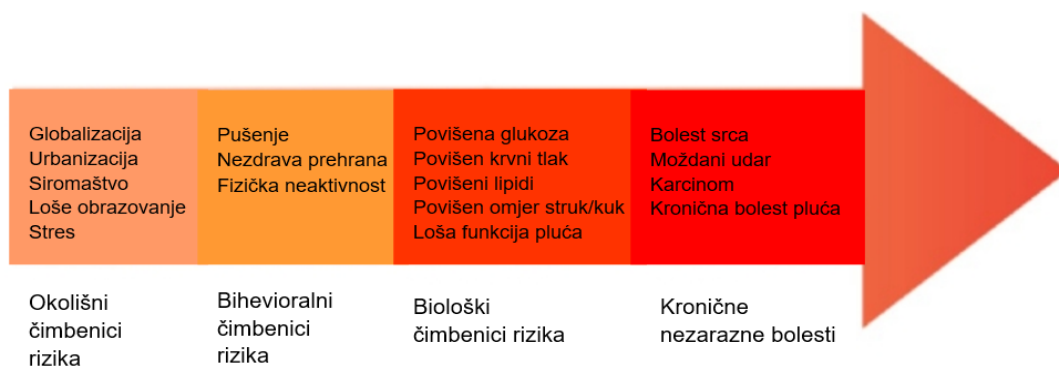 Globalizacija
Urbanizacija
Siromaštvo
Loše obrazovanje
Stres
Pušenje
Nezdrava prehrana
Fizička neaktivnost
Povišena glukoza
Povišen krvni tlak
Povišeni lipidi
Povišen omjer struk/kuk
Loša funkcija pluća
Bolest srca
Moždani udar
Karcinom
Kronična bolest pluća
Okolišni
čimbenici
rizika
Bihevioralni
čimbenici
rizika
Biološki
čimbenici rizika
Kronične
nezarazne bolesti